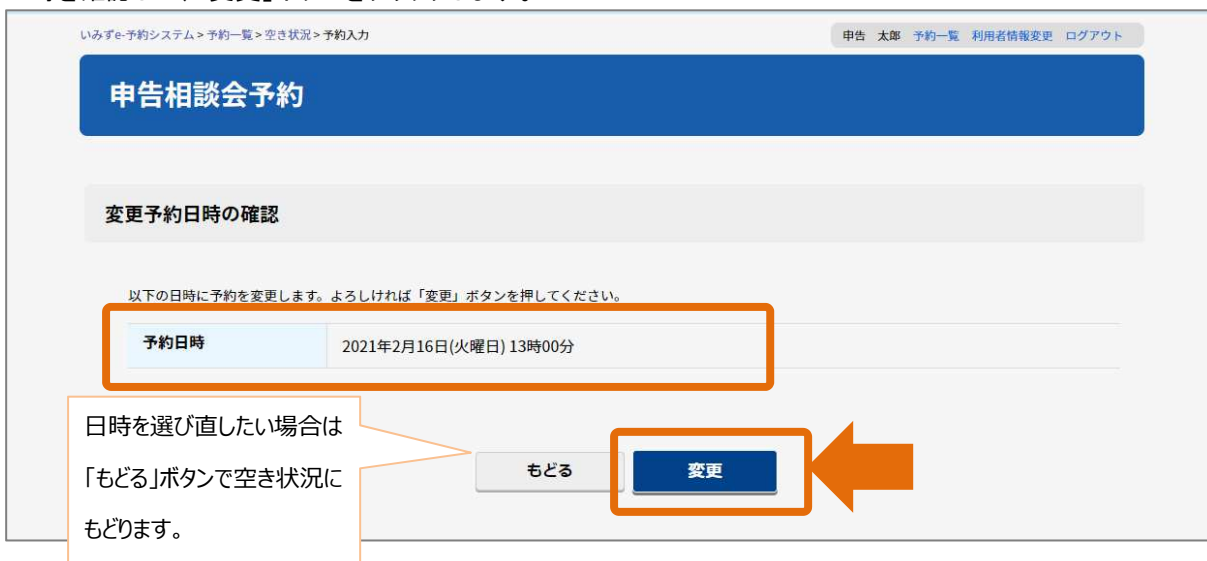 いみずe-予約システム > 予約一覧 > 空き状況 > 予約入力
申告 太郎 予約一覧 利用者情報変更 ログアウト
申告相談会予約
変更予約日時の確認
以下の日時に予約を変更します。よろしければ「変更」ボタンを押してください。
予約日時 2021年2月16日(火曜日) 13時00分
日時を選び直したい場合は
「もどる」ボタンで空き状況に
もどります。
もどる 変更